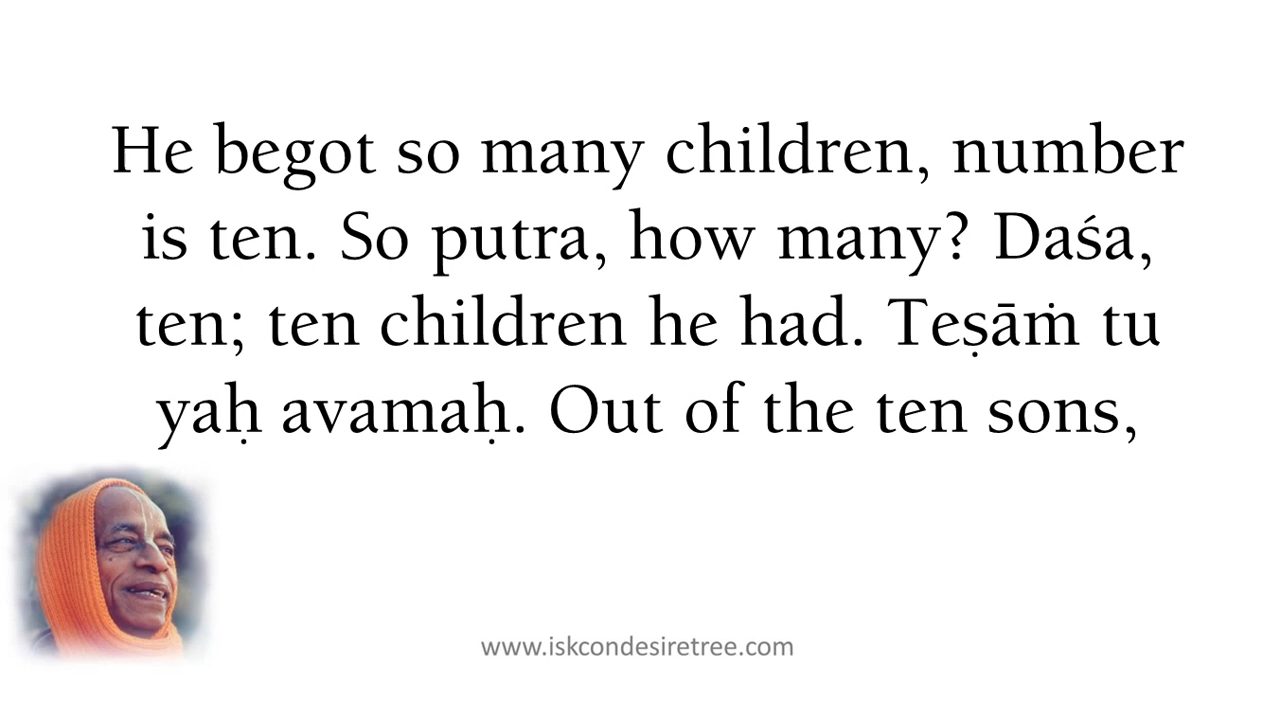 He begot so many children, number
is ten. So putra, how many? Daśa,
ten; ten children he had. Teṣāṁ tu
yaḥ avamaḥ. Out of the ten sons,
www.iskcondesiretree.com